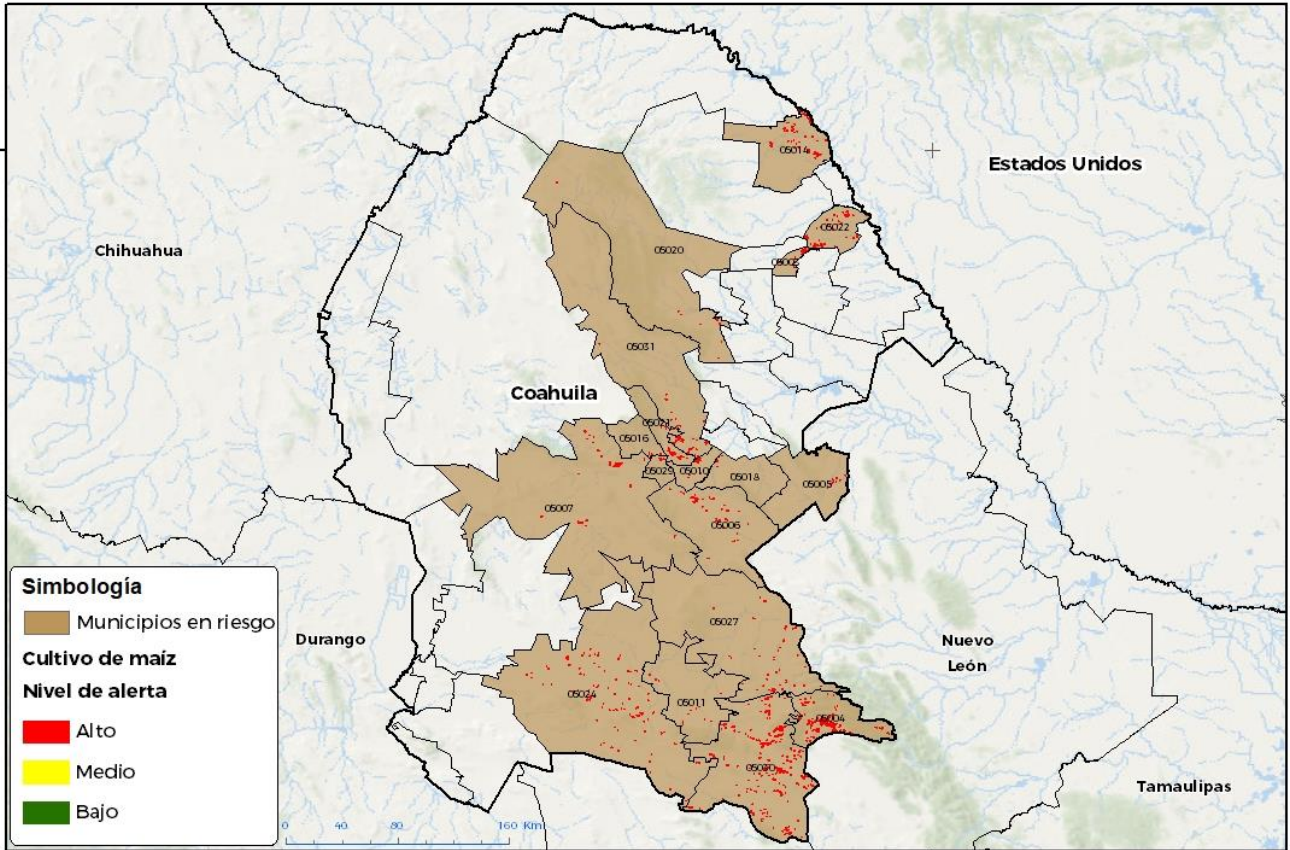 05014
Estados Unidos
05022
Chihuahua
05020
05002
05031
Coahuila
05021
05016
05029
05010
05018
05005
05007
05006
Simbología
Municipios en riesgo
Cultivo de maíz
Nivel de alerta
Alto
Medio
Bajo
Durango
05027
Nuevo
León
05024
05011
05004
05030
Tamaulipas
0 40 80 160 Km